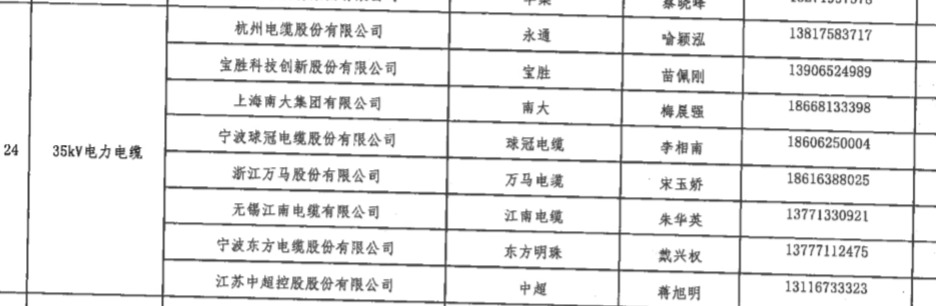 蔡晓峰
杭州电缆股份有限公司 永通 喻颖泓 13817583717
宝胜科技创新股份有限公司 宝胜 苗佩刚 13906524989
上海南大集团有限公司 南大 梅晨强 18668133398
宁波球冠电缆股份有限公司 球冠电缆 李相南 18606250004
24 35kV电力电缆
浙江万马股份有限公司 万马电缆 宋玉娇 18616388025
无锡江南电缆有限公司 江南电缆 朱华英 13771330921
宁波东方电缆股份有限公司 东方明珠 戴兴权 13777112475
江苏中超控股股份有限公司 中超 蒋旭明 13116733323